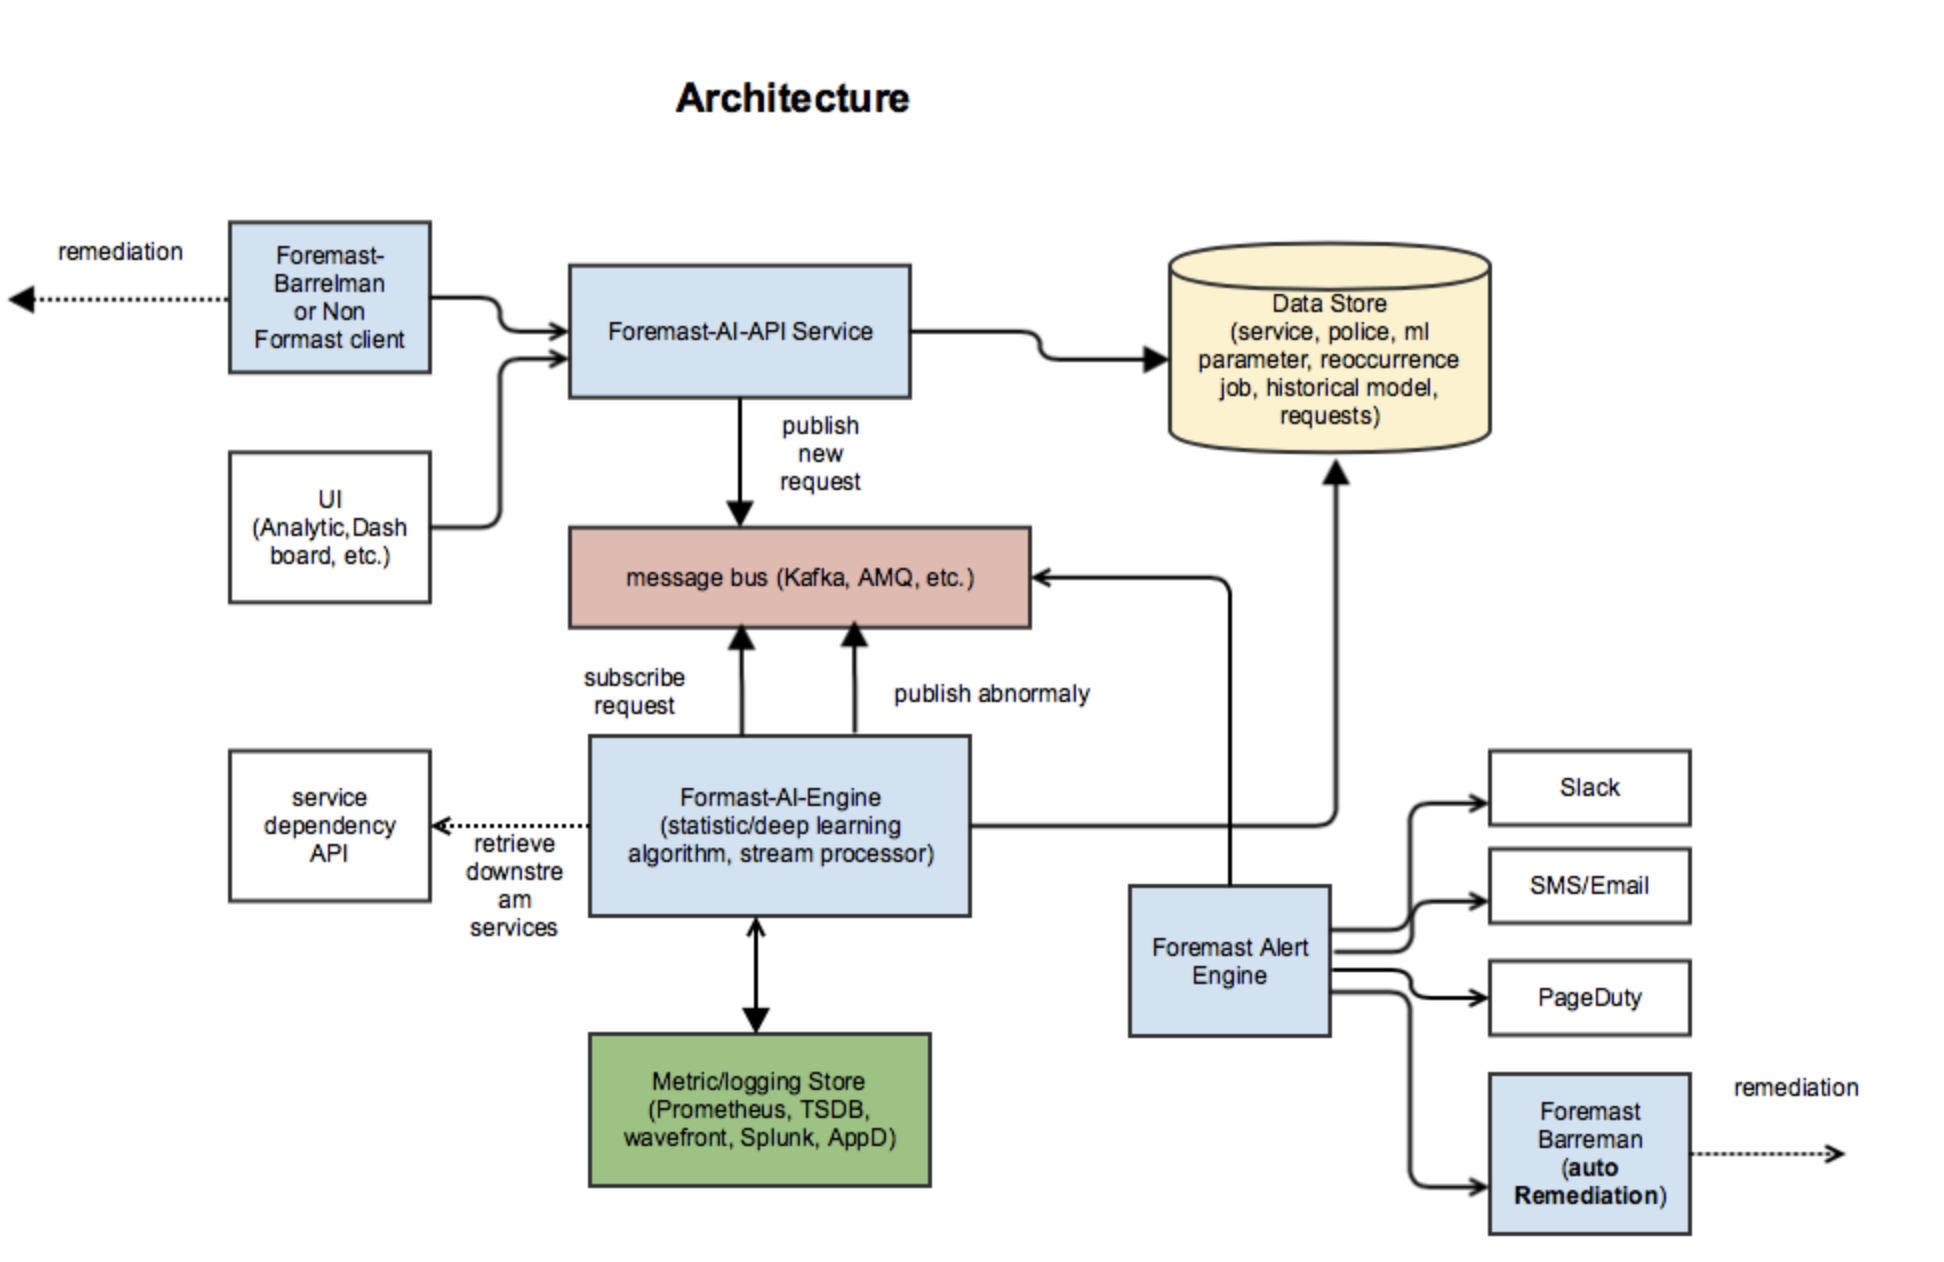 Architecture
remediation
Foremast-
Barrelman
or Non
Formast client
Foremast-AI-API Service
Data Store
(service, police, ml
parameter, reoccurrence
job, historical model,
requests)
publish
new
request
UI
(Analytic,Dash
board, etc.)
message bus (Kafka, AMQ, etc.)
subscribe
request
publish abnormaly
service
dependency
API
retrieve
downstre
am
services
Formast-AI-Engine
(statistic/deep learning
algorithm, stream processor)
Slack
SMS/Email
Foremast Alert
Engine
PageDuty
Metric/logging Store
(Prometheus, TSDB,
wavefront, Splunk, AppD)
Foremast
Barreman
(auto
Remediation)
remediation